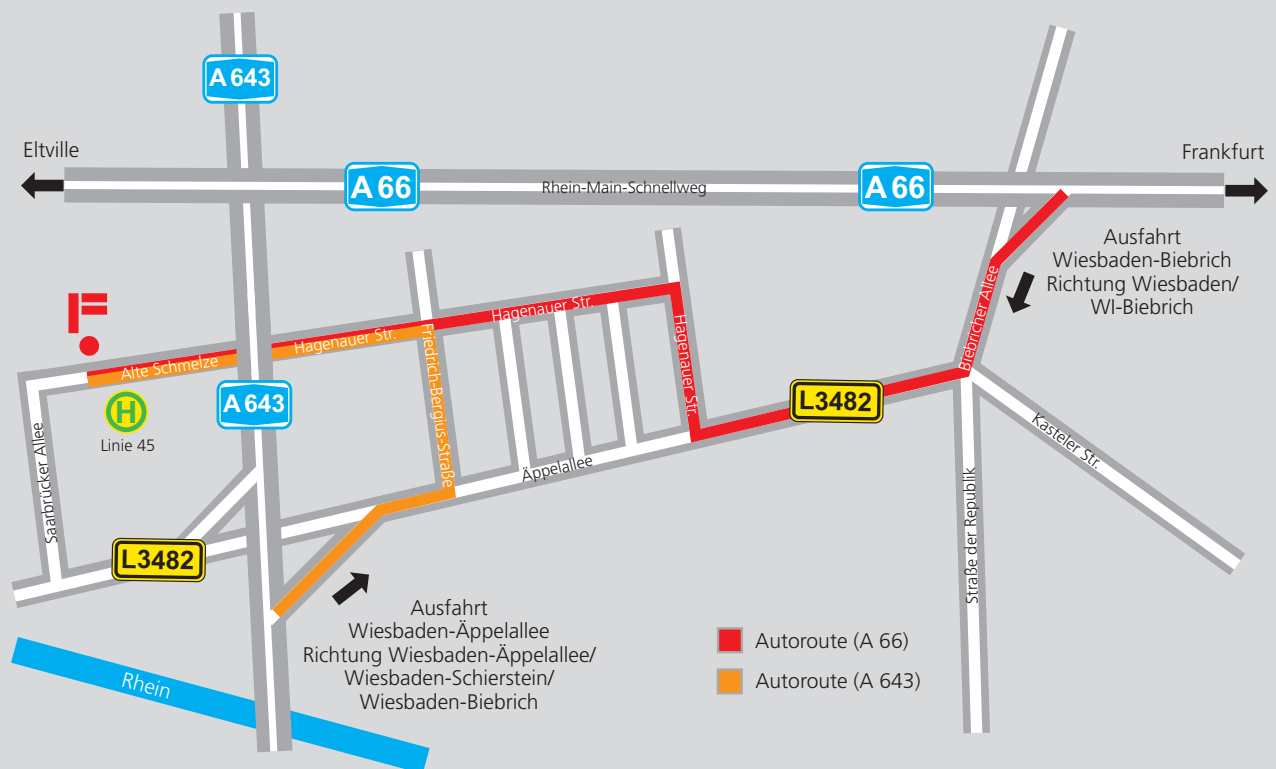 A 643
Eltville
Frankfurt
A 66
Rhein-Main-Schnellweg
A 66
Ausfahrt
Wiesbaden-Biebrich
Richtung Wiesbaden/
WI-Biebrich
Biebricher Allee
Hagenauer Str.
Hagenauer Str.
Hagenauer Str.
Friedrich-Bergius-Straße
Alte Schmelze
A 643
H
Linie 45
L3482
Kasteler Str.
Äppelallee
Saarbrücker Allee
L3482
Straße der Republik
Ausfahrt
Wiesbaden-Äppelallee
Richtung Wiesbaden-Äppelallee/
Wiesbaden-Schierstein/
Wiesbaden-Biebrich
Autoroute (A 66)
Autoroute (A 643)
Rhein